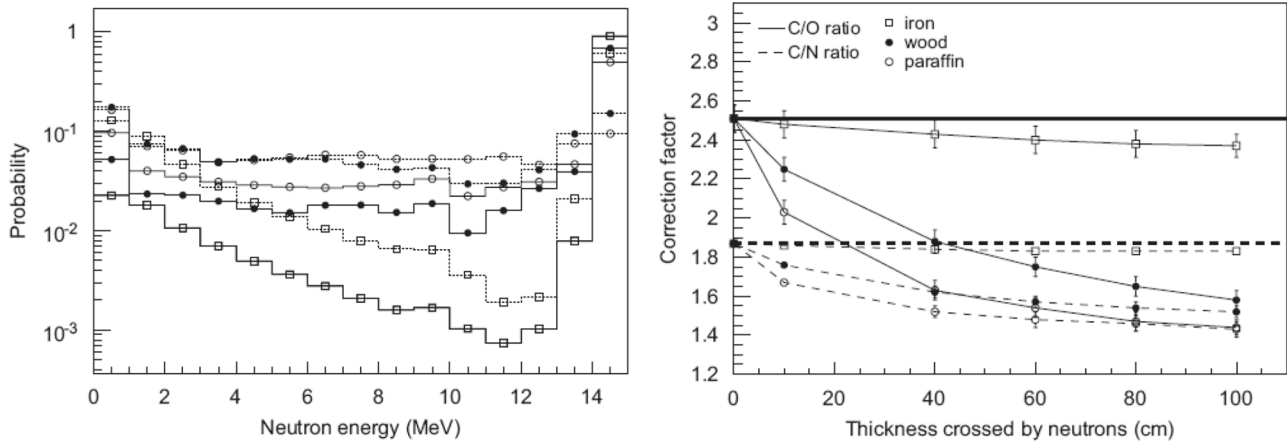 1
10⁻¹
10⁻²
10⁻³
Probability
0 2 4 6 8 10 12 14
Neutron energy (MeV)
3
2.8
2.6
2.4
2.2
2
1.8
1.6
1.4
1.2
Correction factor
C/O ratio
C/N ratio
iron
wood
paraffin
0 20 40 60 80 100
Thickness crossed by neutrons (cm)